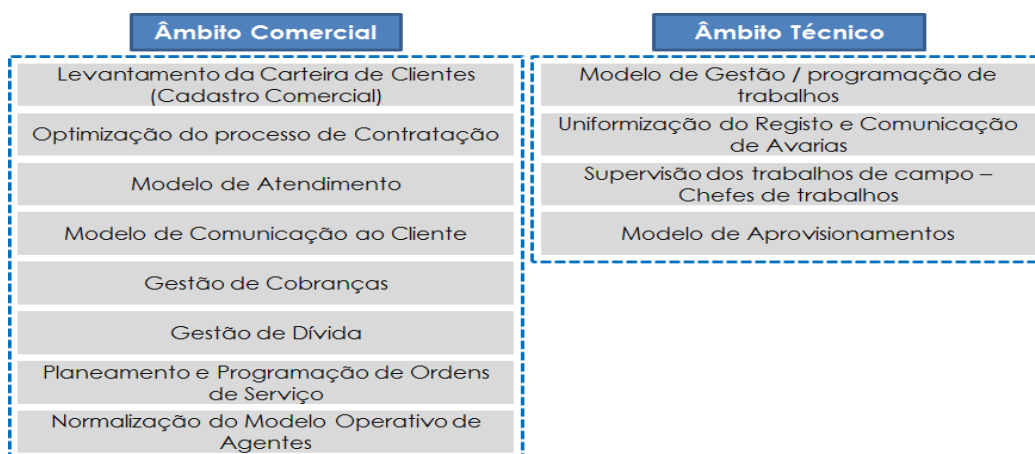 Âmbito Comercial
Levantamento da Carteira de Clientes
(Cadastro Comercial)
Optimização do processo de Contratação
Modelo de Atendimento
Modelo de Comunicação ao Cliente
Gestão de Cobranças
Gestão de Dívida
Planeamento e Programação de Ordens
de Serviço
Normalização do Modelo Operativo de
Agentes
Âmbito Técnico
Modelo de Gestão / programação de
trabalhos
Uniformização do Registo e Comunicação
de Avarias
Supervisão dos trabalhos de campo –
Chefes de trabalhos
Modelo de Aprovisionamentos